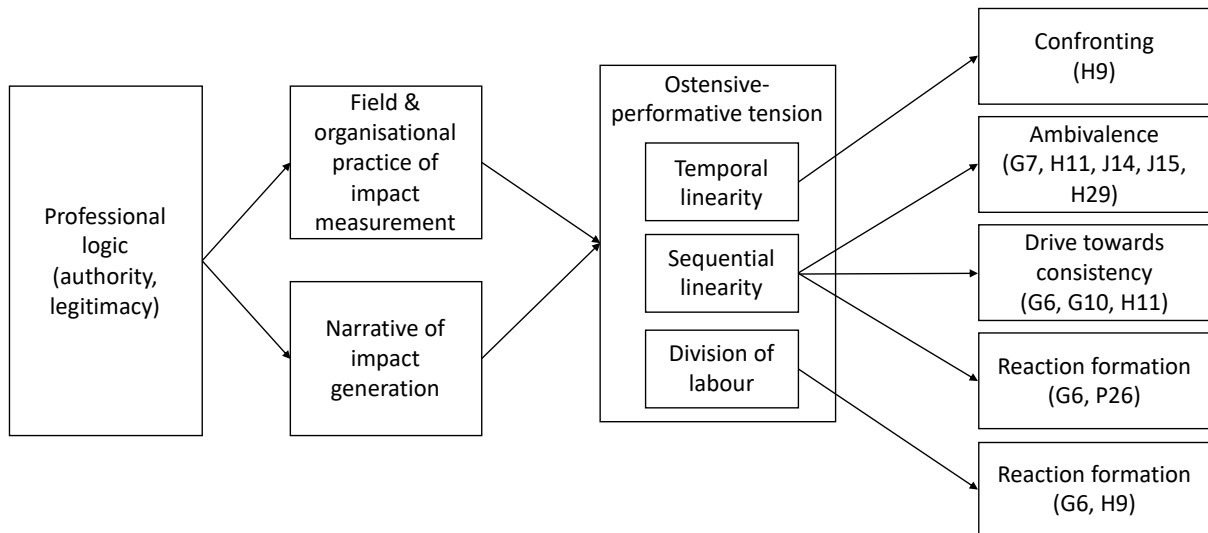 Professional
logic
(authority,
legitimacy)
Field &
organisational
practice of
impact
measurement
Narrative of
impact
generation
Ostensive-
performative tension
Temporal
linearity
Sequential
linearity
Division of
labour
Confronting
(H9)
Ambivalence
(G7, H11, J14, J15,
H29)
Drive towards
consistency
(G6, G10, H11)
Reaction formation
(G6, P26)
Reaction formation
(G6, H9)